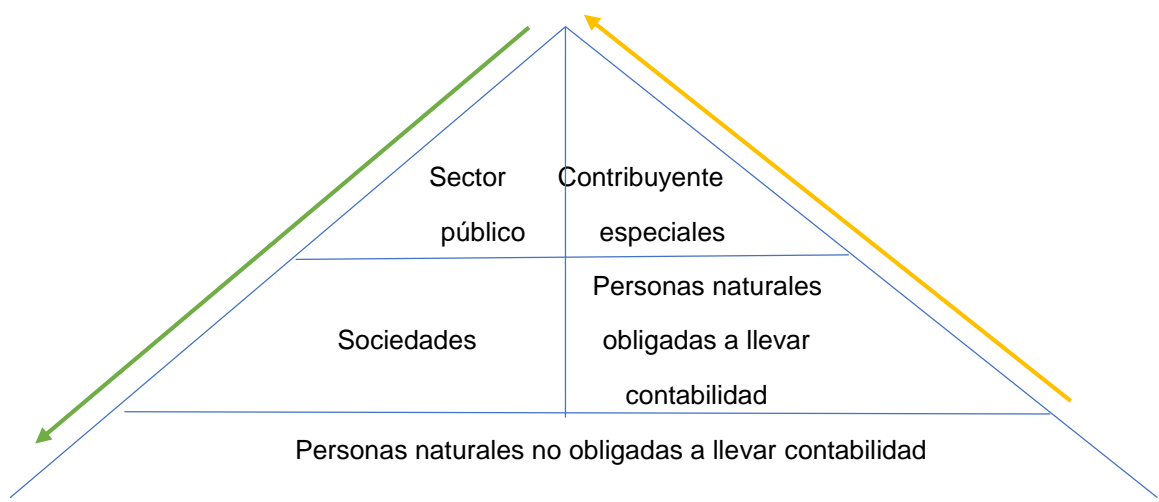 Sector
público
Contribuyente
especiales
Sociedades
Personas naturales
obligadas a llevar
contabilidad
Personas naturales no obligadas a llevar contabilidad